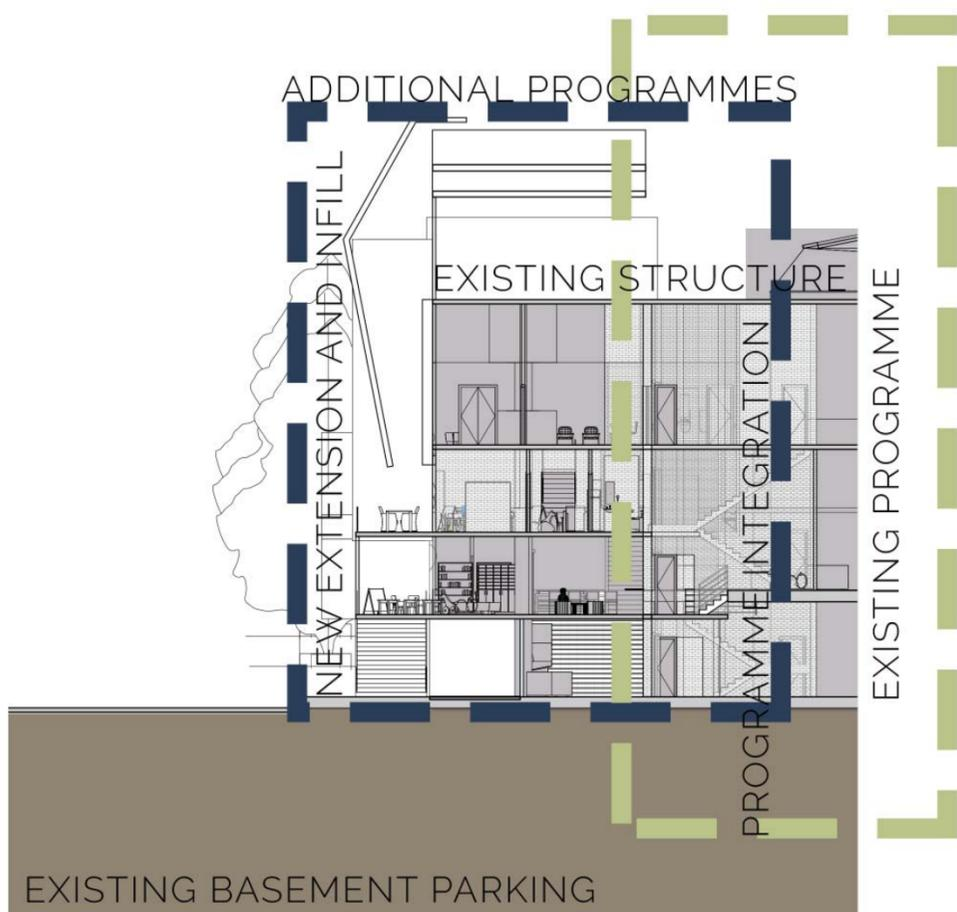 ADDITIONAL PROGRAMMES
NEW EXTENSION AND INFILL
EXISTING STRUCTURE
PROGRAMME INTEGRATION
EXISTING PROGRAMME
EXISTING BASEMENT PARKING